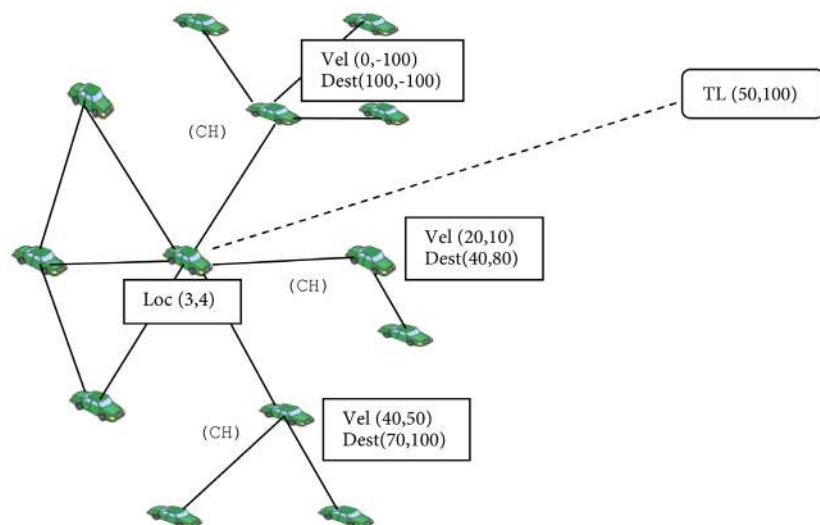 Vel (0,-100)
Dest(100,-100)
TL (50,100)
(CH)
Vel (20,10)
Dest(40,80)
(CH)
Loc (3,4)
Vel (40,50)
Dest(70,100)
(CH)